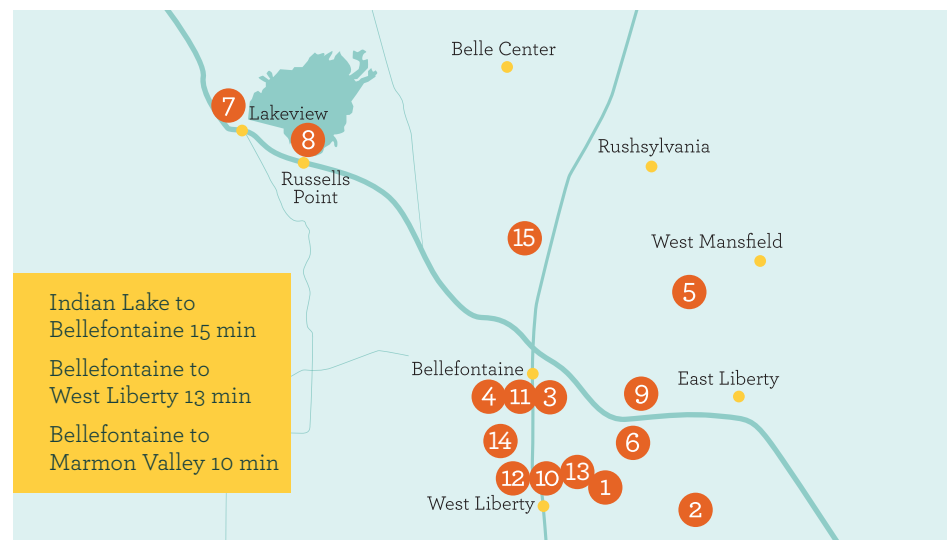 Belle Center
7
Lakeview
8
Rushsylvania
Russells
Point
15
West Mansfield
5
Indian Lake to
Bellefontaine 15 min
Bellefontaine to
West Liberty 13 min
Bellefontaine to
Marmon Valley 10 min
Bellefontaine
East Liberty
4
11
3
9
14
6
12
10
13
1
West Liberty
2